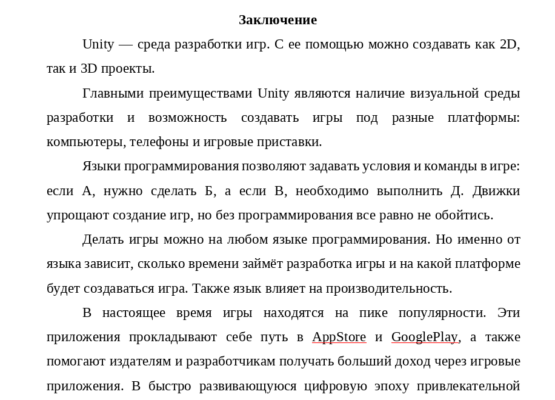 Заключение
Unity — среда разработки игр. С ее помощью можно создавать как 2D,
так и 3D проекты.
Главными преимуществами Unity являются наличие визуальной среды
разработки и возможность создавать игры под разные платформы:
компьютеры, телефоны и игровые приставки.
Языки программирования позволяют задавать условия и команды в игре:
если А, нужно сделать Б, а если В, необходимо выполнить Д. Движки
упрощают создание игр, но без программирования все равно не обойтись.
Делать игры можно на любом языке программирования. Но именно от
языка зависит, сколько времени займёт разработка игры и на какой платформе
будет создаваться игра. Также язык влияет на производительность.
В настоящее время игры находятся на пике популярности. Эти
приложения прокладывают себе путь в AppStore и GooglePlay, а также
помогают издателям и разработчикам получать больший доход через игровые
приложения. В быстро развивающуюся цифровую эпоху привлекательной